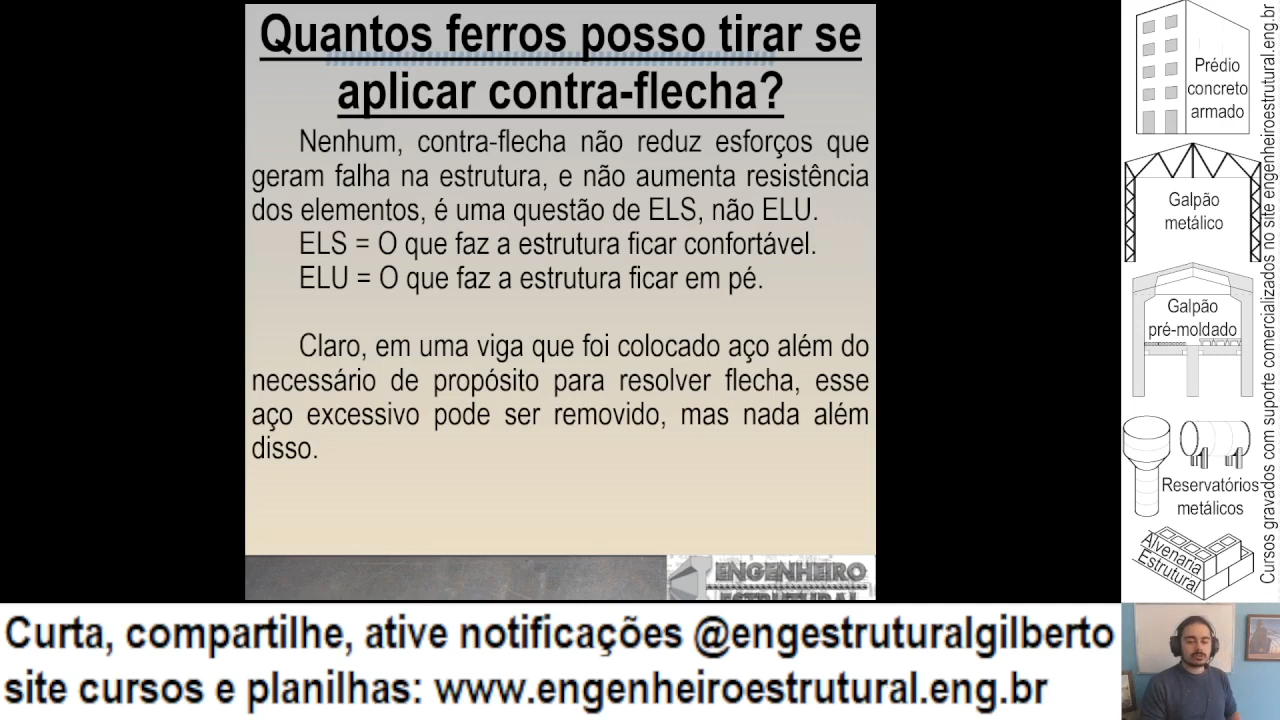 Quantos ferros posso tirar se
aplicar contra-flecha?
Nenhum, contra-flecha não reduz esforços que
geram falha na estrutura, e não aumenta resistência
dos elementos, é uma questão de ELS, não ELU.
ELS = O que faz a estrutura ficar confortável.
ELU = O que faz a estrutura ficar em pé.
Claro, em uma viga que foi colocado aço além do
necessário de propósito para resolver flecha, esse
aço excessivo pode ser removido, mas nada além
disso.
ENGENHEIRO
ESTRUTURAL
Prédio
concreto
armado
Galpão
metálico
Galpão
pré-moldado
Reservatórios
metálicos
Alvenaria
Estrutural
Cursos gravados com suporte comercializados no site engenheiroestrutural.eng.br
Curta, compartilhe, ative notificações @engestruturalgilberto
site cursos e planilhas: www.engenheiroestrutural.eng.br